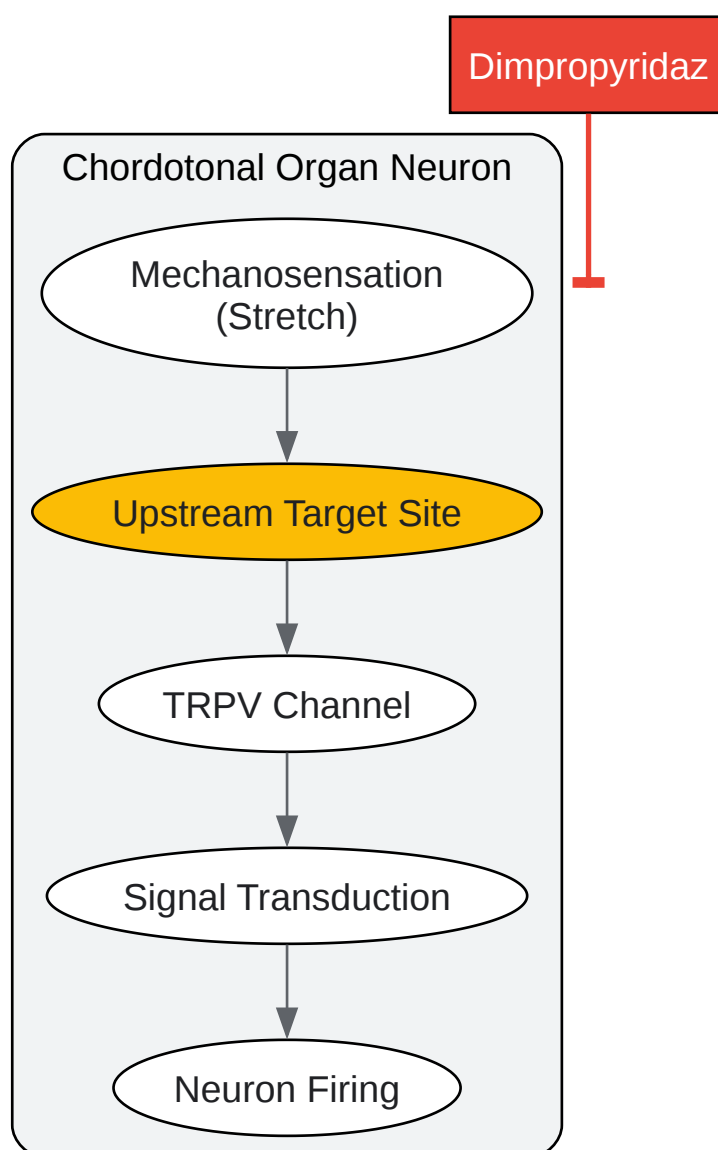 Dimpropyridaz
Chordotonal Organ Neuron
Mechanosensation
(Stretch)
Upstream Target Site
TRPV Channel
Signal Transduction
Neuron Firing